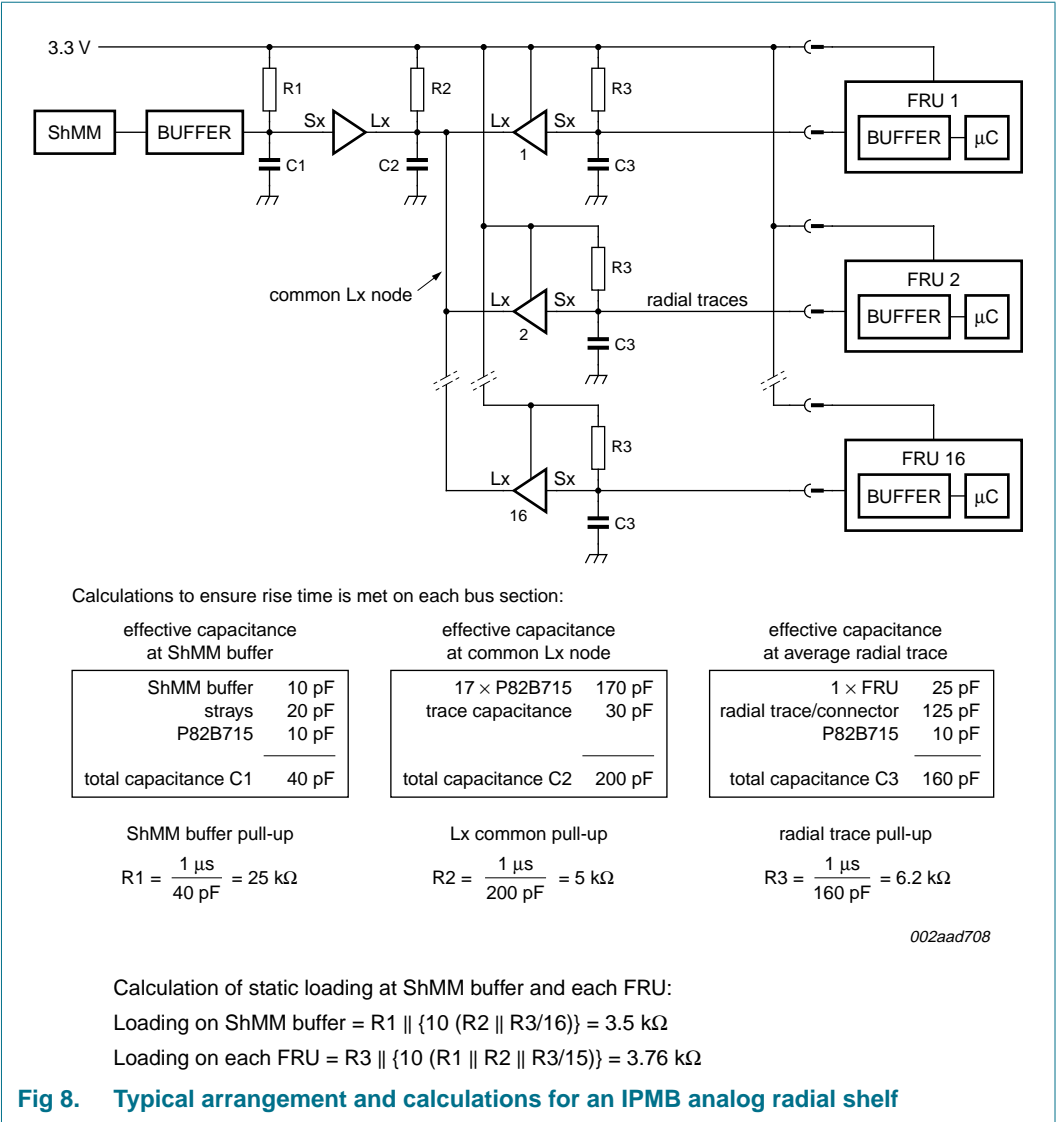 3.3 V
R1
R2
R3
FRU 1
ShMM
BUFFER
Sx
Lx
Lx
Sx
BUFFER
µC
1
C1
C2
C3
R3
FRU 2
common Lx node
Lx
Sx
radial traces
BUFFER
µC
2
C3
R3
FRU 16
Lx
Sx
BUFFER
µC
16
C3
Calculations to ensure rise time is met on each bus section:
effective capacitance
at ShMM buffer
ShMM buffer 10 pF
strays 20 pF
P82B715 10 pF
total capacitance C1 40 pF
ShMM buffer pull-up
R1 = 1 µs / 40 pF = 25 kΩ
effective capacitance
at common Lx node
17 × P82B715 170 pF
trace capacitance 30 pF
total capacitance C2 200 pF
Lx common pull-up
R2 = 1 µs / 200 pF = 5 kΩ
effective capacitance
at average radial trace
1 × FRU 25 pF
radial trace/connector 125 pF
P82B715 10 pF
total capacitance C3 160 pF
radial trace pull-up
R3 = 1 µs / 160 pF = 6.2 kΩ
002aad708
Calculation of static loading at ShMM buffer and each FRU:
Loading on ShMM buffer = R1 || {10 (R2 || R3/16)} = 3.5 kΩ
Loading on each FRU = R3 || {10 (R1 || R2 || R3/15)} = 3.76 kΩ
Fig 8. Typical arrangement and calculations for an IPMB analog radial shelf